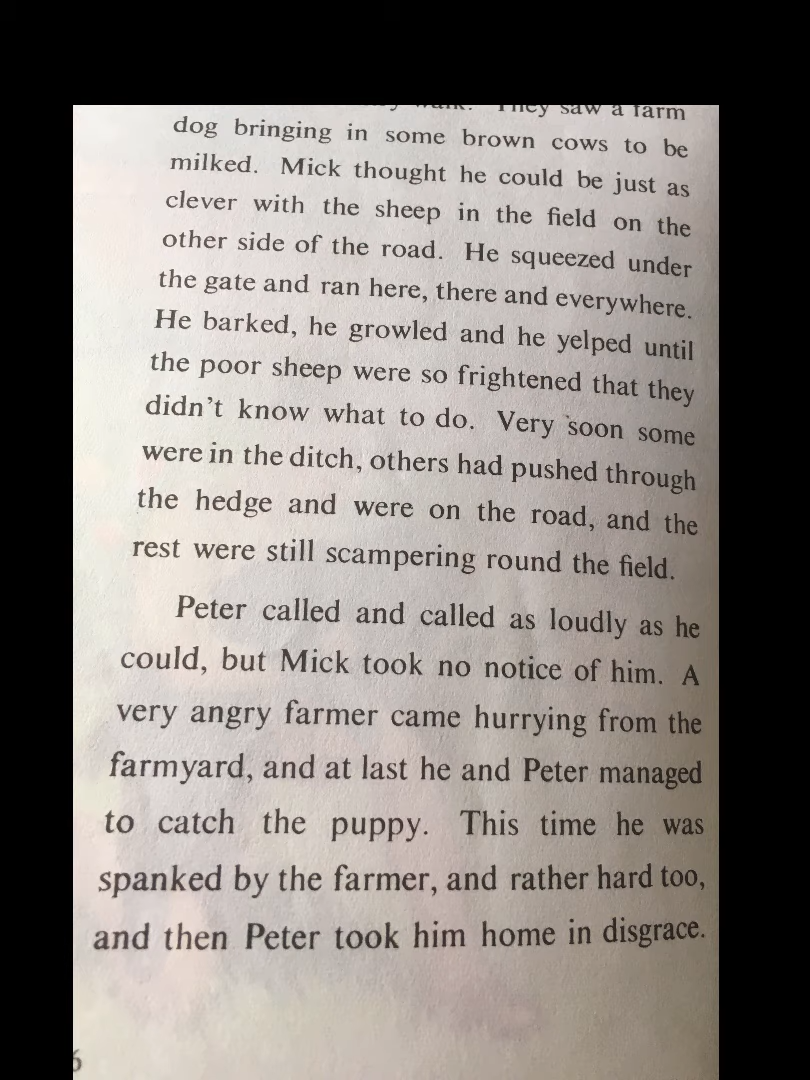 They saw a farm
dog bringing in some brown cows to be
milked. Mick thought he could be just as
clever with the sheep in the field on the
other side of the road. He squeezed under
the gate and ran here, there and everywhere.
He barked, he growled and he yelped until
the poor sheep were so frightened that they
didn't know what to do. Very soon some
were in the ditch, others had pushed through
the hedge and were on the road, and the
rest were still scampering round the field.
Peter called and called as loudly as he
could, but Mick took no notice of him. A
very angry farmer came hurrying from the
farmyard, and at last he and Peter managed
to catch the puppy. This time he was
spanked by the farmer, and rather hard too,
and then Peter took him home in disgrace.